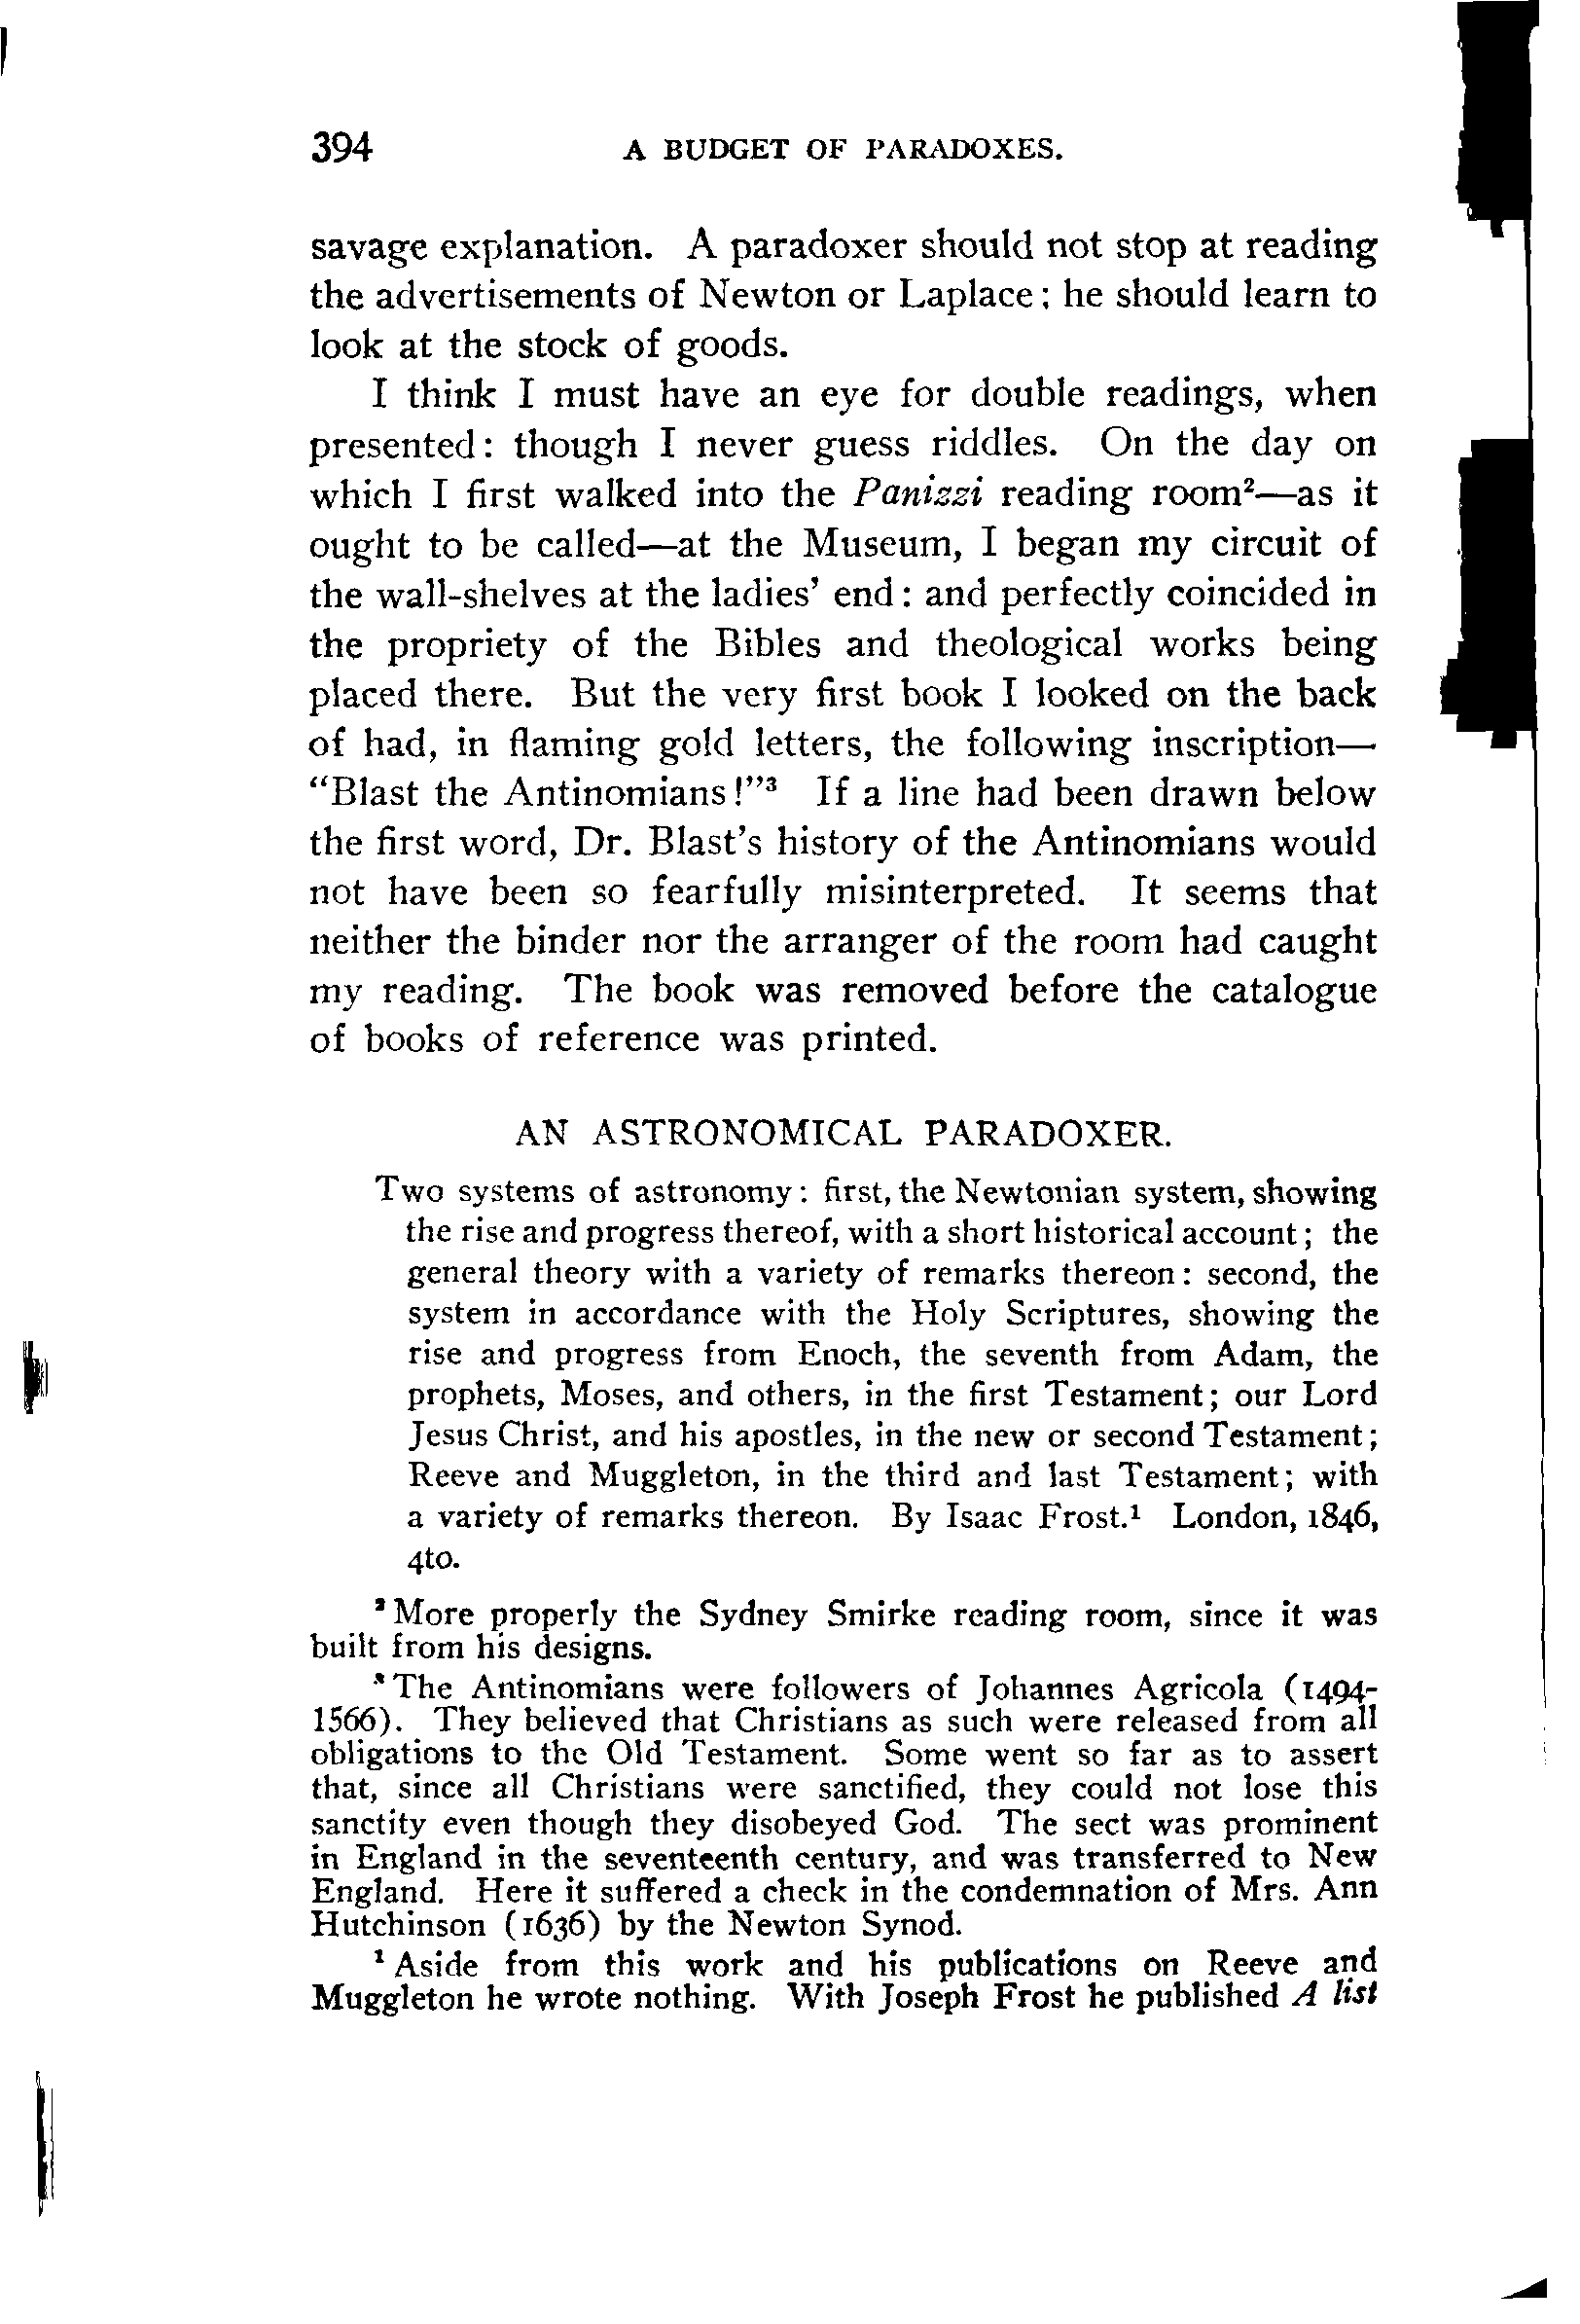 394 A BUDGET OF PARADOXES.
savage explanation. A paradoxer should not stop at reading
the advertisements of Newton or Laplace; he should learn to
look at the stock of goods.
I think I must have an eye for double readings, when
presented: though I never guess riddles. On the day on
which I first walked into the Panizzi reading room²—as it
ought to be called—at the Museum, I began my circuit of
the wall-shelves at the ladies’ end: and perfectly coincided in
the propriety of the Bibles and theological works being
placed there. But the very first book I looked on the back
of had, in flaming gold letters, the following inscription—
“Blast the Antinomians!”³ If a line had been drawn below
the first word, Dr. Blast’s history of the Antinomians would
not have been so fearfully misinterpreted. It seems that
neither the binder nor the arranger of the room had caught
my reading. The book was removed before the catalogue
of books of reference was printed.
AN ASTRONOMICAL PARADOXER.
Two systems of astronomy: first, the Newtonian system, showing
the rise and progress thereof, with a short historical account; the
general theory with a variety of remarks thereon: second, the
system in accordance with the Holy Scriptures, showing the
rise and progress from Enoch, the seventh from Adam, the
prophets, Moses, and others, in the first Testament; our Lord
Jesus Christ, and his apostles, in the new or second Testament;
Reeve and Muggleton, in the third and last Testament; with
a variety of remarks thereon. By Isaac Frost.¹ London, 1846,
4to.
² More properly the Sydney Smirke reading room, since it was
built from his designs.
³ The Antinomians were followers of Johannes Agricola (1494-
1566). They believed that Christians as such were released from all
obligations to the Old Testament. Some went so far as to assert
that, since all Christians were sanctified, they could not lose this
sanctity even though they disobeyed God. The sect was prominent
in England in the seventeenth century, and was transferred to New
England. Here it suffered a check in the condemnation of Mrs. Ann
Hutchinson (1636) by the Newton Synod.
¹ Aside from this work and his publications on Reeve and
Muggleton he wrote nothing. With Joseph Frost he published A list